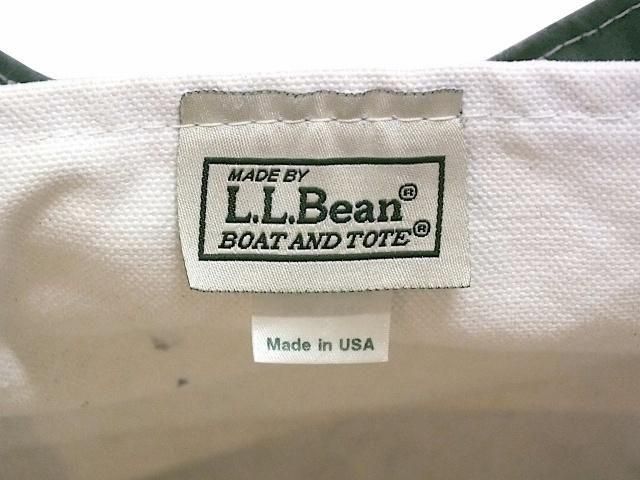 MADE BY
L.L.Bean®
BOAT AND TOTE®
Made in USA